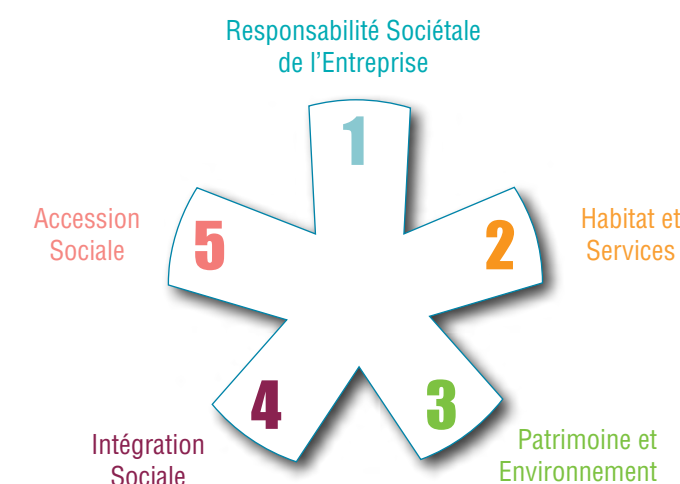 Responsabilité Sociétale
de l'Entreprise
1
Habitat et
Services
2
Patrimoine et
Environnement
3
Intégration
Sociale
4
Accession
Sociale
5